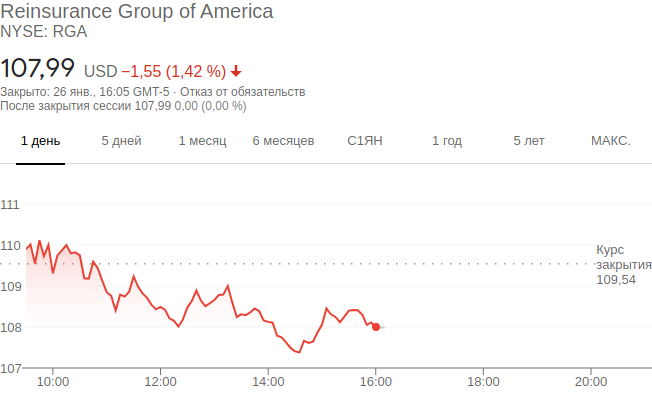 Reinsurance Group of America
NYSE: RGA
107,99 USD −1,55 (1,42 %)
Закрыто: 26 янв., 16:05 GMT-5 · Отказ от обязательств
После закрытия сессии 107,99 0,00 (0,00 %)
1 день 5 дней 1 месяц 6 месяцев С1ЯН 1 год 5 лет МАКС.
111
110
Курс
закрытия
109,54
109
108
107
10:00 12:00 14:00 16:00 18:00 20:00